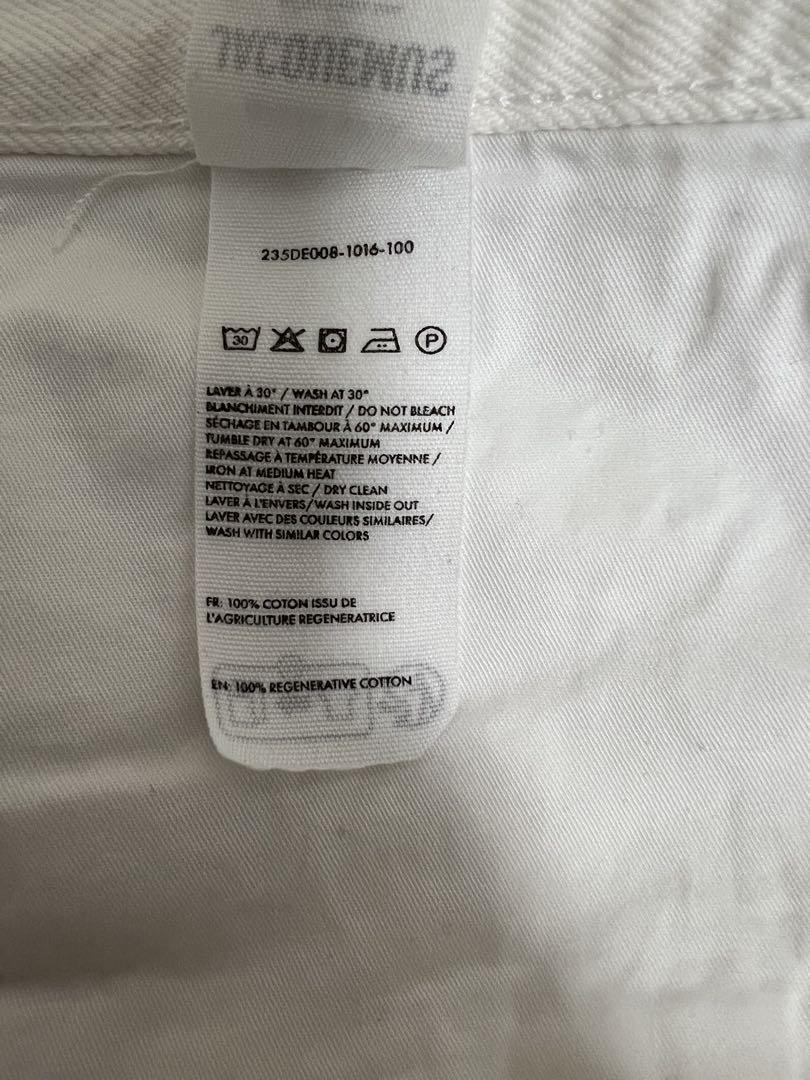 JACQUEMUS
235DE008-1016-100
30
P
LAVER À 30° / WASH AT 30°
BLANCHIMENT INTERDIT / DO NOT BLEACH
SÉCHAGE EN TAMBOUR À 60° MAXIMUM /
TUMBLE DRY AT 60° MAXIMUM
REPASSAGE À TEMPÉRATURE MOYENNE /
IRON AT MEDIUM HEAT
NETTOYAGE À SEC / DRY CLEAN
LAVER À L'ENVERS/WASH INSIDE OUT
LAVER AVEC DES COULEURS SIMILAIRES/
WASH WITH SIMILAR COLORS
FR: 100% COTON ISSU DE
L'AGRICULTURE REGENERATRICE
EN: 100% REGENERATIVE COTTON